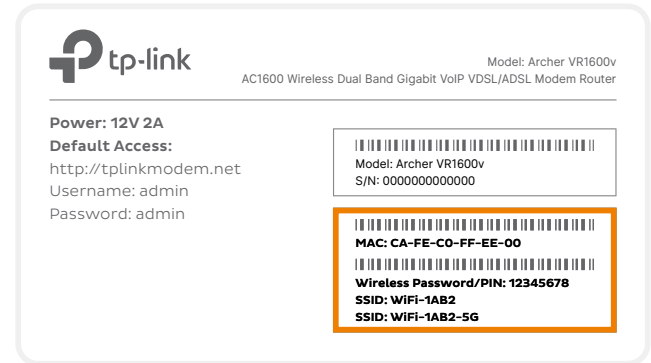 tp-link
Model: Archer VR1600v
AC1600 Wireless Dual Band Gigabit VoIP VDSL/ADSL Modem Router
Power: 12V 2A
Default Access:
http://tplinkmodem.net
Username: admin
Password: admin
Model: Archer VR1600v
S/N: 0000000000000
MAC: CA-FE-C0-FF-EE-00
Wireless Password/PIN: 12345678
SSID: WiFi-1AB2
SSID: WiFi-1AB2-5G